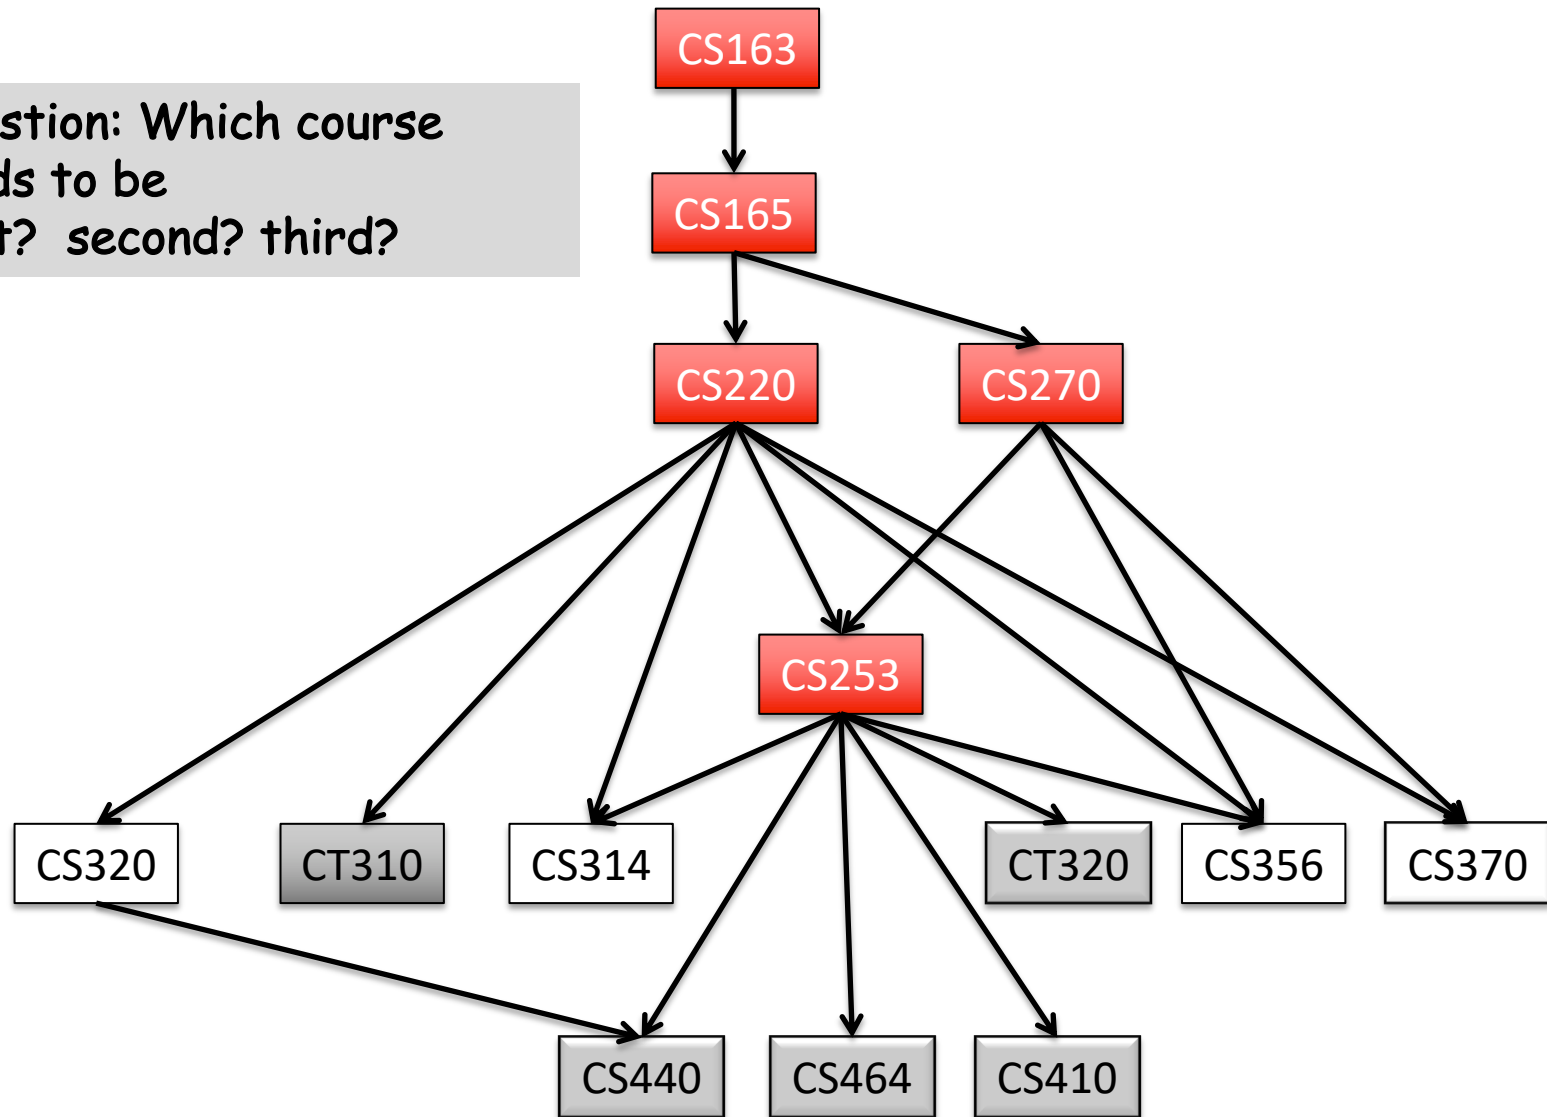 CS163
stion: Which course
ds to be
t? second? third?
CS165
CS220
CS270
CS253
CS320
CT310
CS314
CT320
CS356
CS370
CS440
CS464
CS410